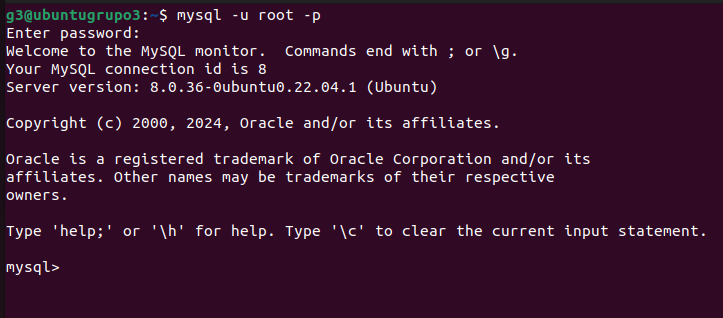 g3@ubuntugrupo3:~$ mysql -u root -p
Enter password:
Welcome to the MySQL monitor.  Commands end with ; or \g.
Your MySQL connection id is 8
Server version: 8.0.36-0ubuntu0.22.04.1 (Ubuntu)
Copyright (c) 2000, 2024, Oracle and/or its affiliates.
Oracle is a registered trademark of Oracle Corporation and/or its
affiliates. Other names may be trademarks of their respective
owners.
Type 'help;' or '\h' for help. Type '\c' to clear the current input statement.
mysql>